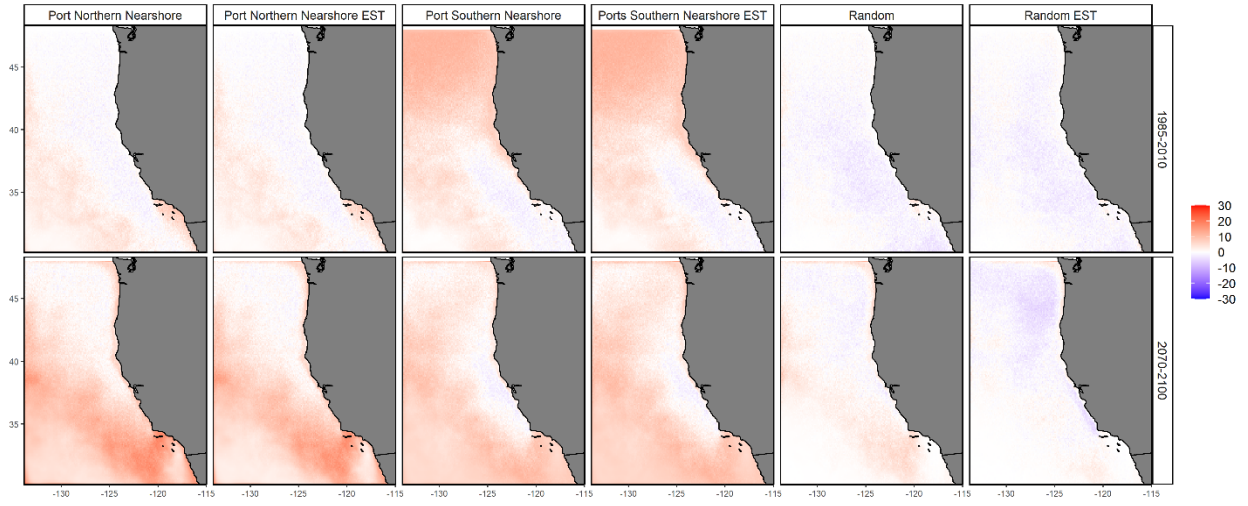 Port Northern Nearshore
Port Northern Nearshore EST
Port Southern Nearshore
Ports Southern Nearshore EST
Random
Random EST
45
40
35
1985-2010
30
20
10
0
-10
-20
-30
45
40
35
2070-2100
-130 -125 -120 -115
-130 -125 -120 -115
-130 -125 -120 -115
-130 -125 -120 -115
-130 -125 -120 -115
-130 -125 -120 -115